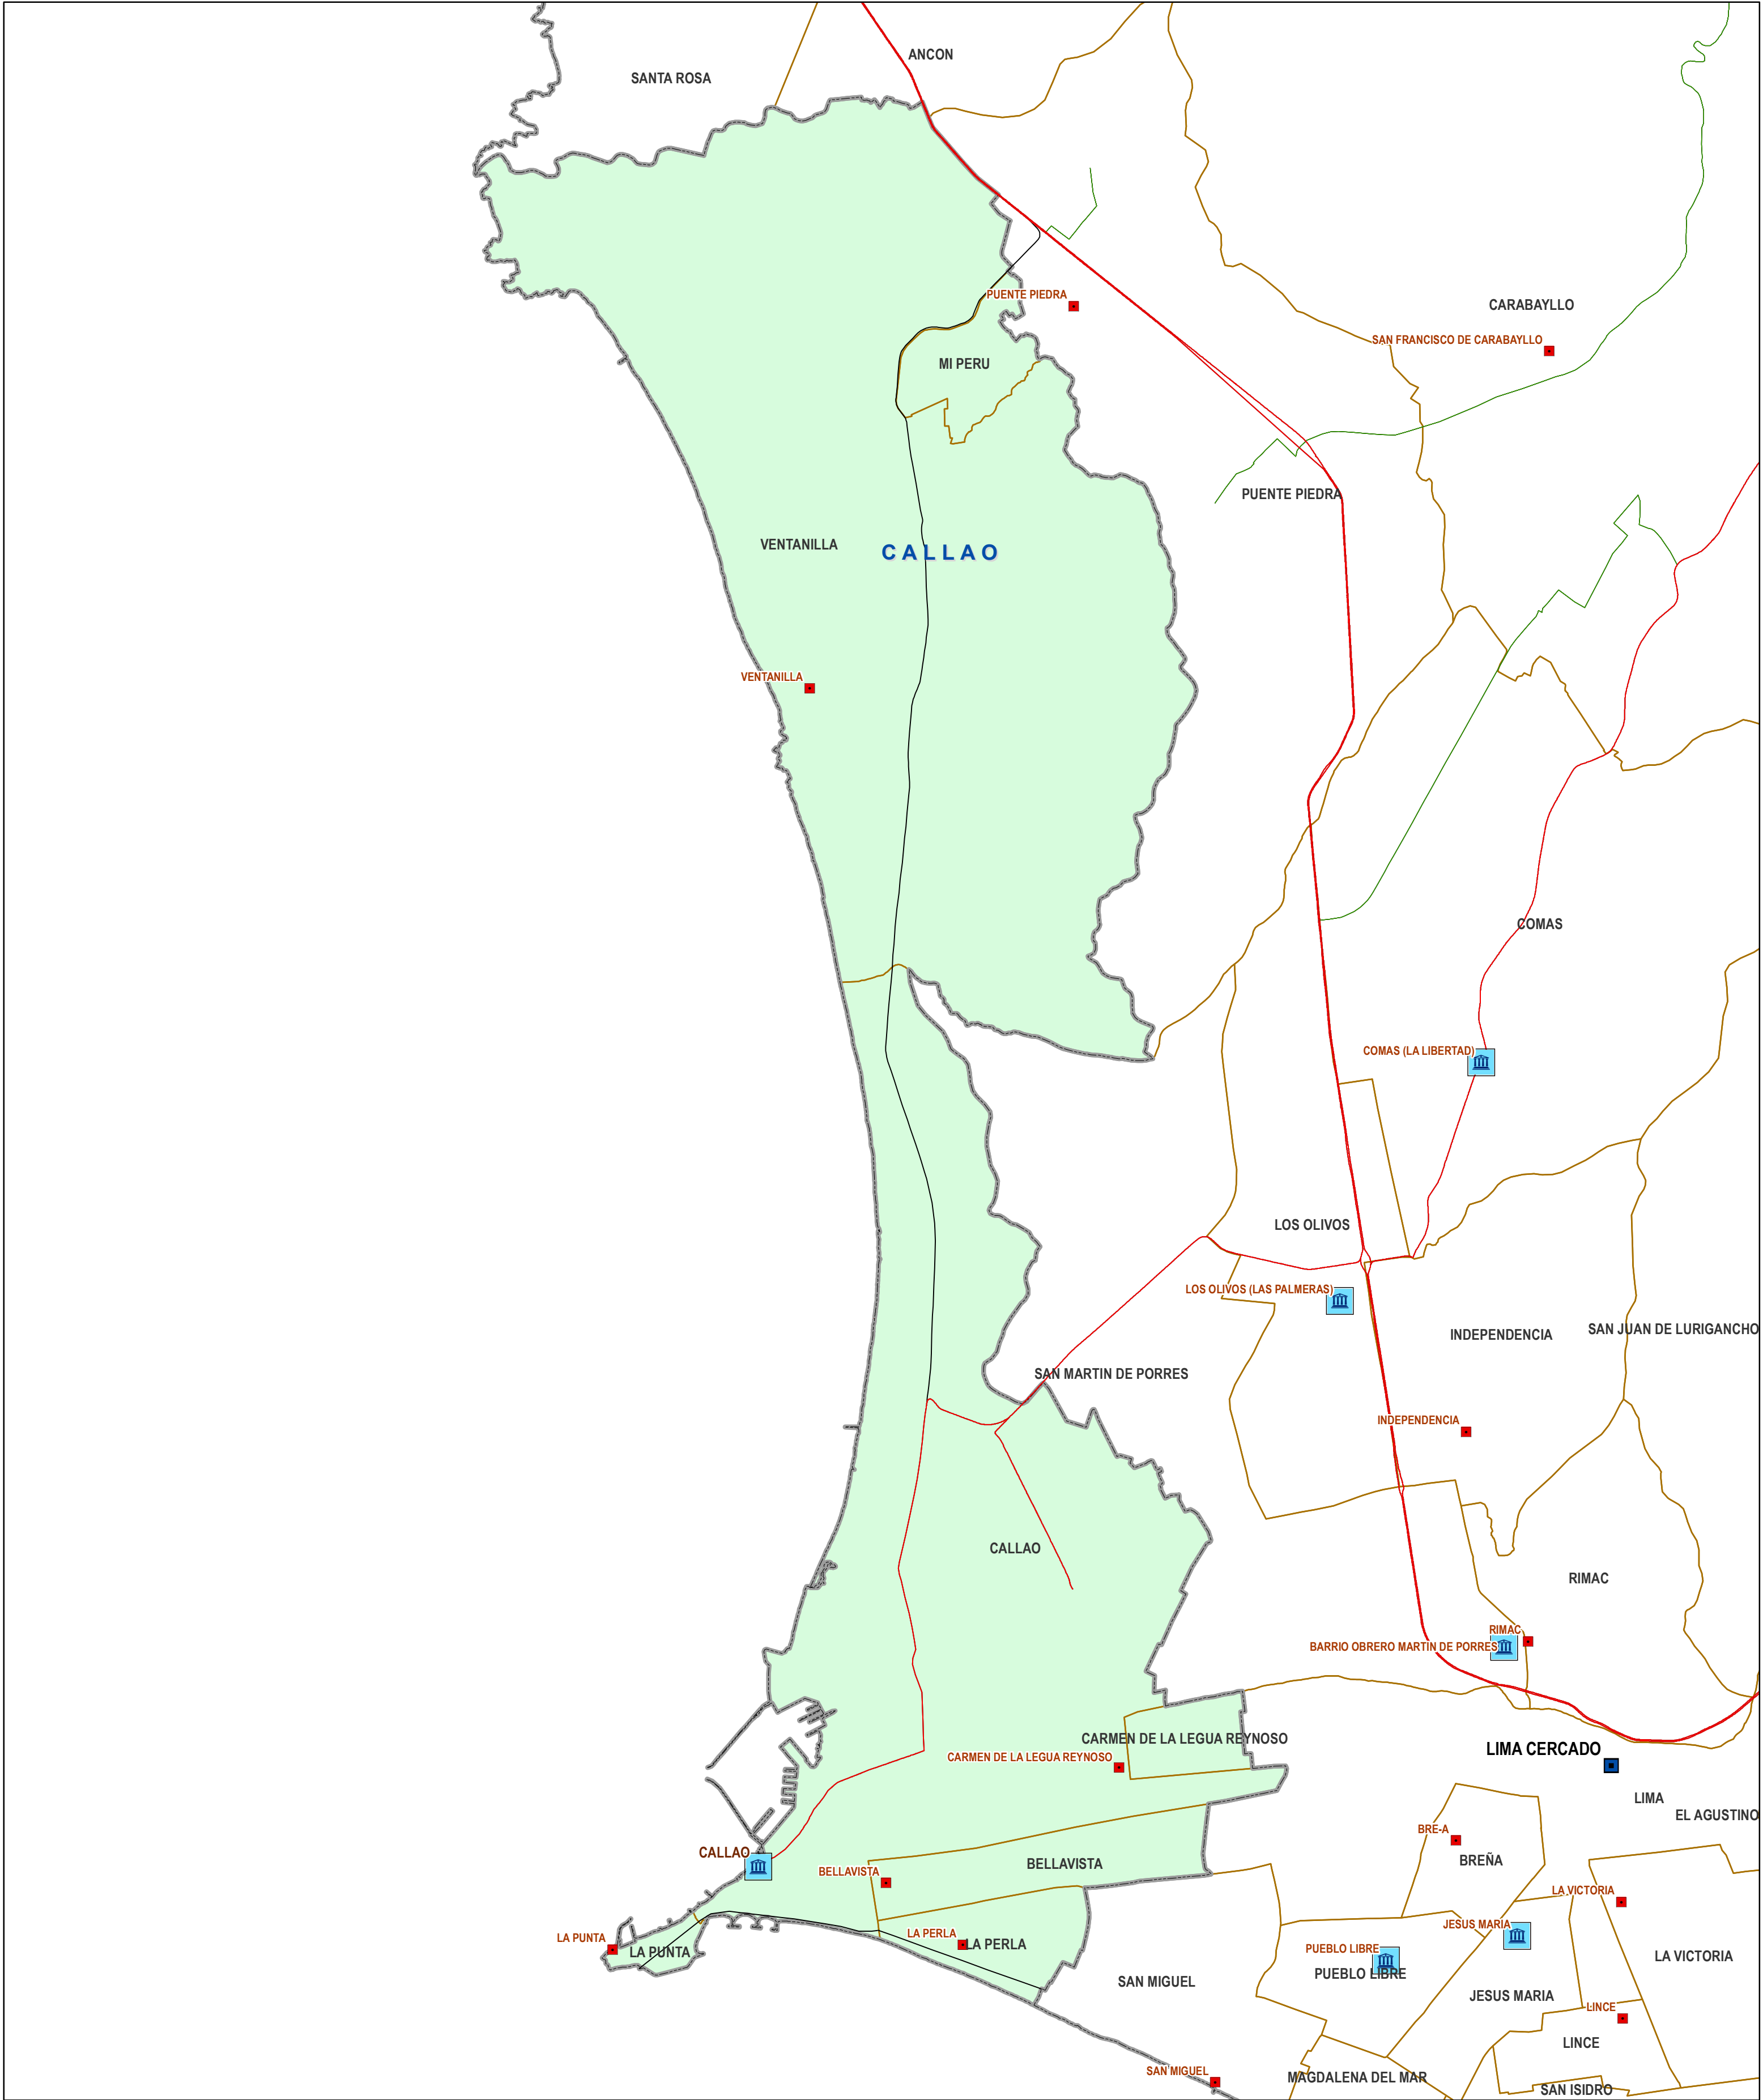 ANCON
SANTA ROSA
PUENTE PIEDRA
CARABAYLLO
SAN FRANCISCO DE CARABAYLLO
MI PERU
PUENTE PIEDRA
VENTANILLA
CALLAO
VENTANILLA
COMAS
COMAS (LA LIBERTAD)
LOS OLIVOS
LOS OLIVOS (LAS PALMERAS)
INDEPENDENCIA
SAN JUAN DE LURIGANCHO
SAN MARTIN DE PORRES
INDEPENDENCIA
CALLAO
RIMAC
RIMAC
BARRIO OBRERO MARTIN DE PORRES
CARMEN DE LA LEGUA REYNOSO
CARMEN DE LA LEGUA REYNOSO
LIMA CERCADO
LIMA
EL AGUSTINO
BRE-A
CALLAO
BREÑA
BELLAVISTA
BELLAVISTA
LA VICTORIA
JESUS MARIA
LA PERLA
LA PUNTA
LA PERLA
PUEBLO LIBRE
LA PUNTA
LA VICTORIA
PUEBLO LIBRE
SAN MIGUEL
JESUS MARIA
LINCE
LINCE
SAN MIGUEL
MAGDALENA DEL MAR
SAN ISIDRO